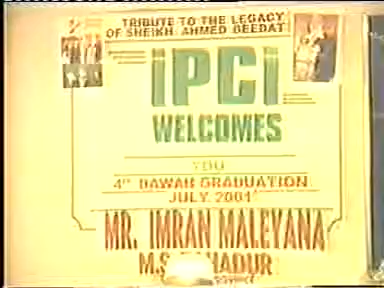 TRIBUTE TO THE LEGACY
OF SHEIKH AHMED DEEDAT
iPCi
WELCOMES
YOU
4TH DAWAH GRADUATION
JULY 2001
MR. IMRAN MALEYANA
M.S.